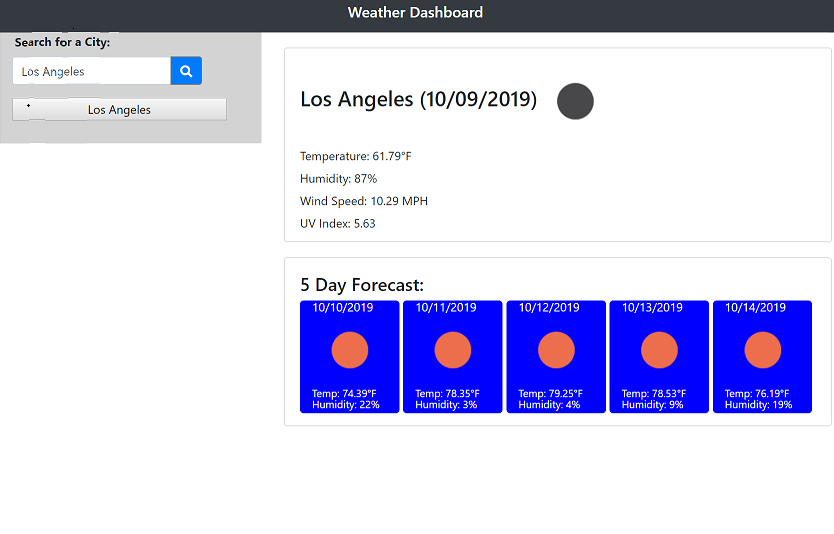 Weather Dashboard
Search for a City:
Los Angeles
Los Angeles
Los Angeles (10/09/2019)
Temperature: 61.79°F
Humidity: 87%
Wind Speed: 10.29 MPH
UV Index: 5.63
5 Day Forecast:
10/10/2019
Temp: 74.39°F
Humidity: 22%
10/11/2019
Temp: 78.35°F
Humidity: 3%
10/12/2019
Temp: 79.25°F
Humidity: 4%
10/13/2019
Temp: 78.53°F
Humidity: 9%
10/14/2019
Temp: 76.19°F
Humidity: 19%